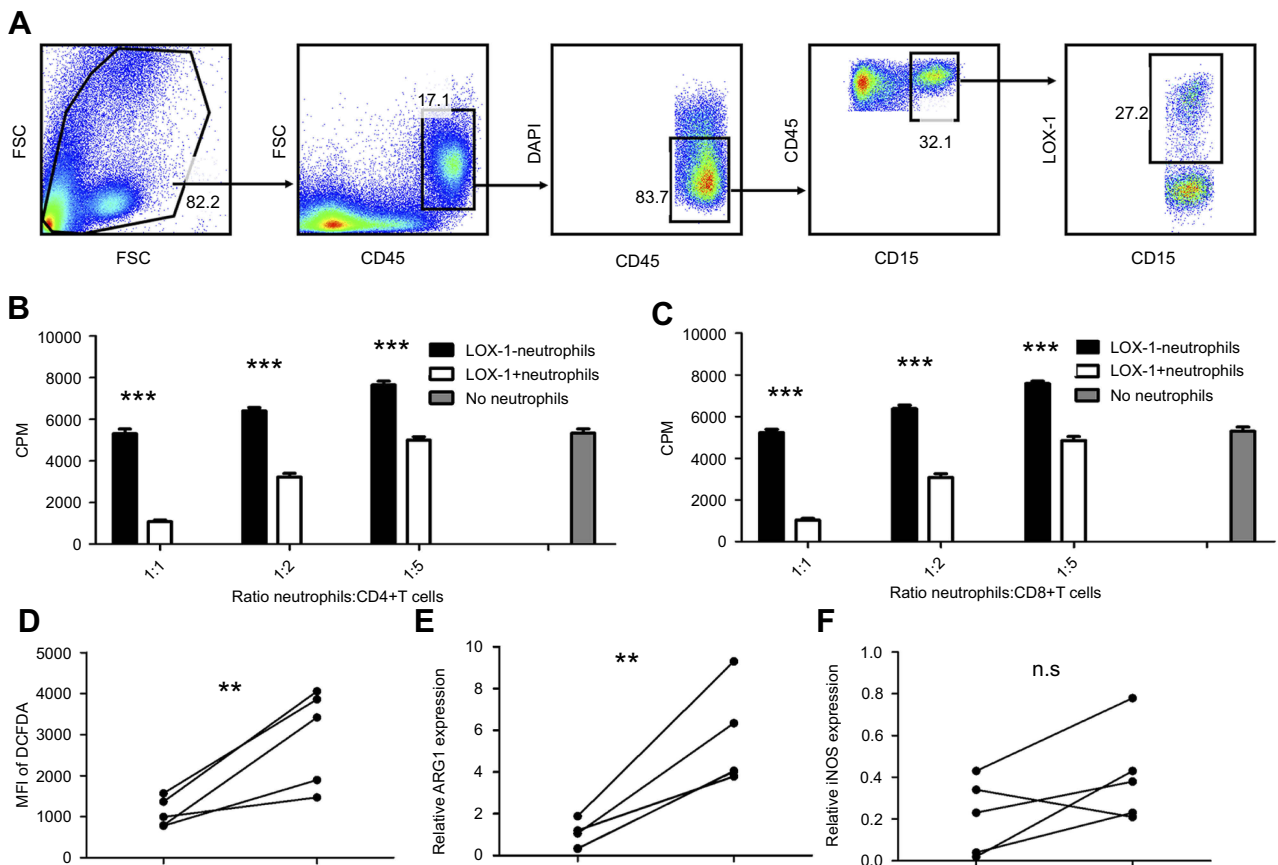 A
FSC
82.2
FSC
FSC
17.1
CD45
DAPI
83.7
CD45
CD45
32.1
CD15
LOX-1
27.2
CD15
B
CPM
10000
8000
6000
4000
2000
0
***
***
***
LOX-1-neutrophils
LOX-1+neutrophils
No neutrophils
1:1
1:2
1:5
Ratio neutrophils:CD4+T cells
C
CPM
10000
8000
6000
4000
2000
0
***
***
***
LOX-1-neutrophils
LOX-1+neutrophils
No neutrophils
1:1
1:2
1:5
Ratio neutrophils:CD8+T cells
D
MFI of DCFDA
5000
4000
3000
2000
1000
0
**
E
Relative ARG1 expression
10
8
6
4
2
0
**
F
Relative iNOS expression
1.0
0.8
0.6
0.4
0.2
0.0
n.s